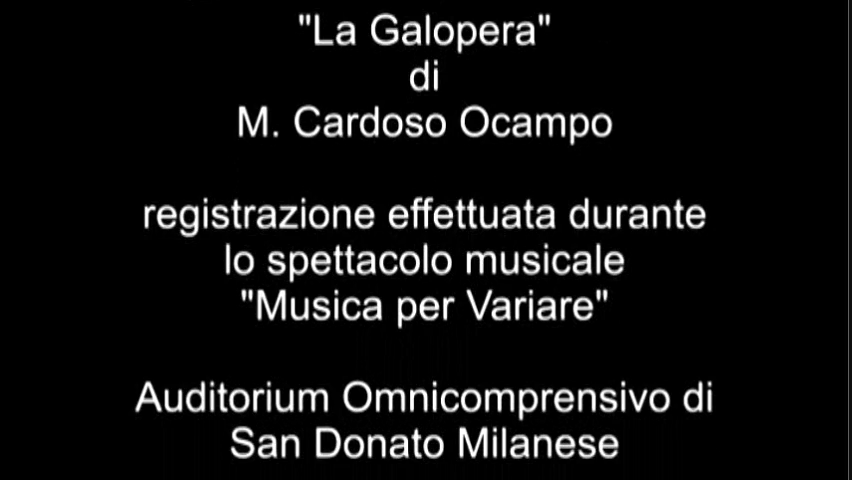 "La Galopera"
di
M. Cardoso Ocampo
registrazione effettuata durante
lo spettacolo musicale
"Musica per Variare"
Auditorium Omnicomprensivo di
San Donato Milanese